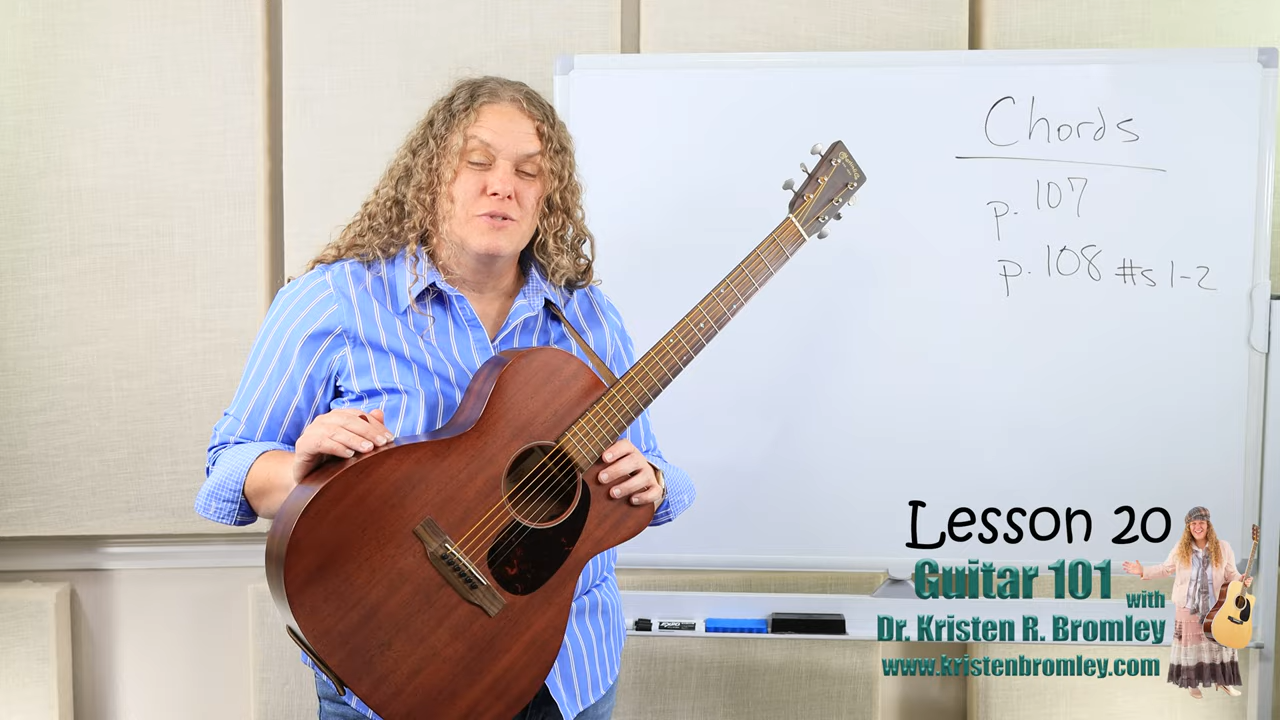 Chords
p. 107
p. 108 #s 1-2
Lesson 20
Guitar 101
with
Dr. Kristen R. Bromley
www.kristenbromley.com